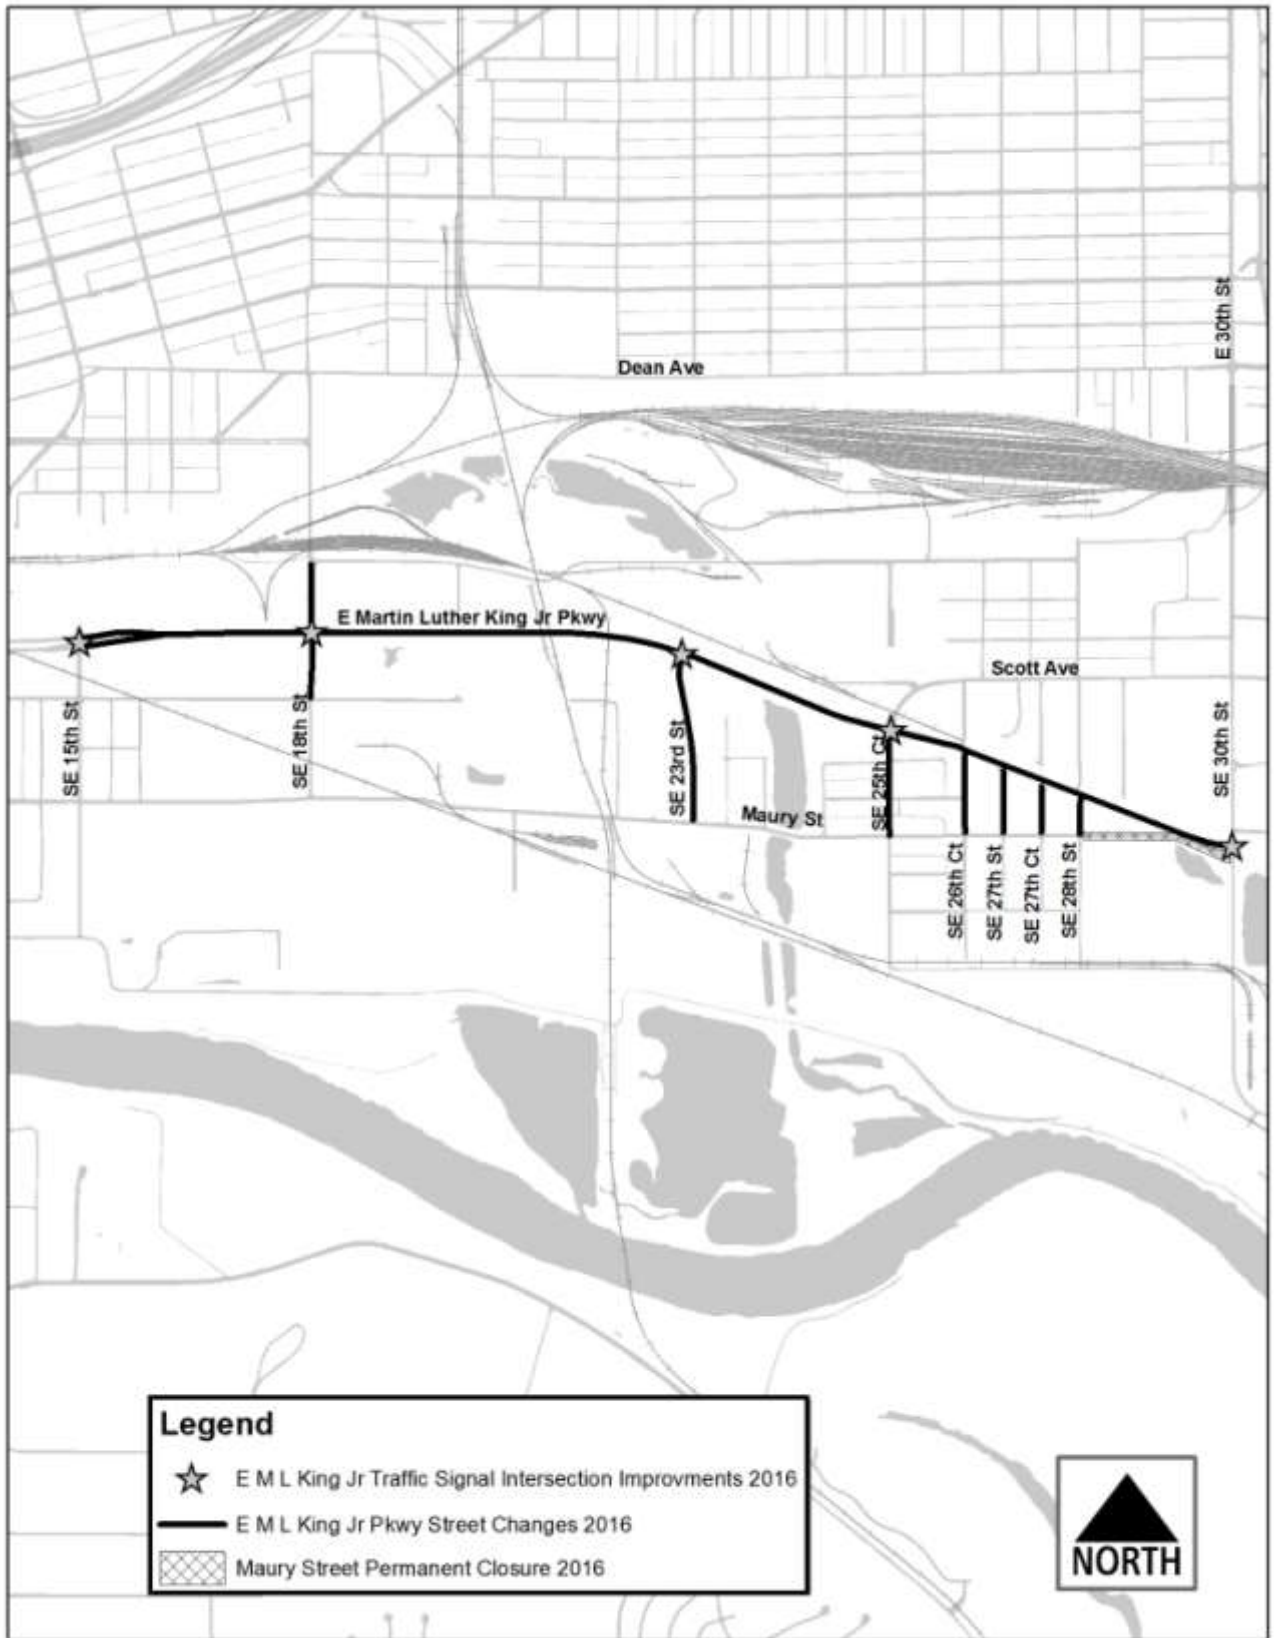 E 30th St
Dean Ave
E Martin Luther King Jr Pkwy
Scott Ave
SE 15th St
SE 18th St
SE 23rd St
SE 25th Ct
SE 30th St
Maury St
SE 26th Ct
SE 27th St
SE 27th Ct
SE 28th St
Legend
E M L King Jr Traffic Signal Intersection Improvments 2016
E M L King Jr Pkwy Street Changes 2016
Maury Street Permanent Closure 2016
NORTH